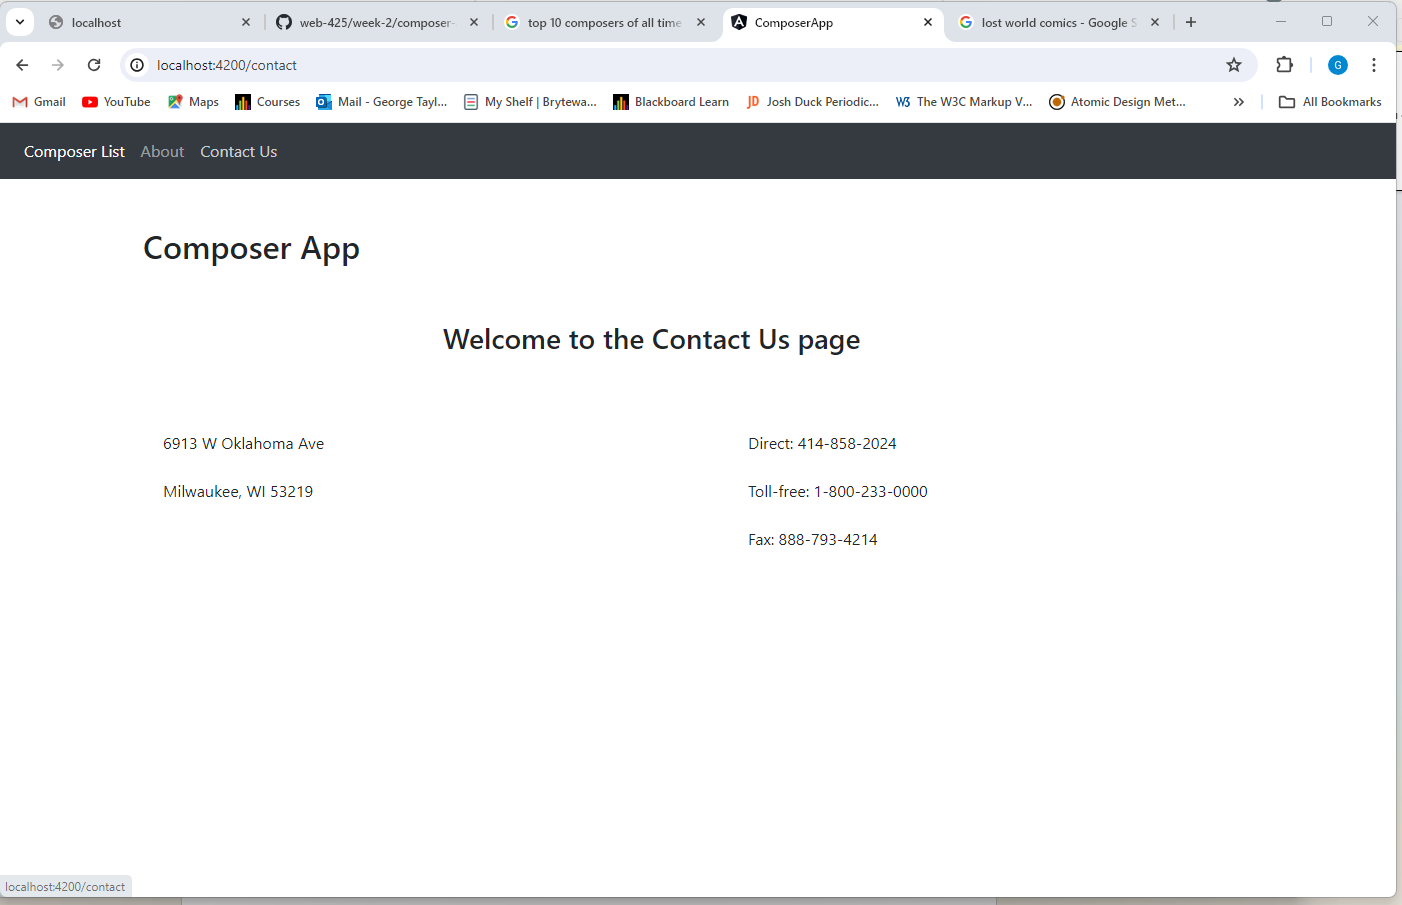 localhost
web-425/week-2/composer-
top 10 composers of all time
ComposerApp
lost world comics - Google S
localhost:4200/contact
G
Gmail
YouTube
Maps
Courses
Mail - George Tayl...
My Shelf | Brytewa...
Blackboard Learn
JD Josh Duck Periodic...
W3 The W3C Markup V...
Atomic Design Met...
All Bookmarks
Composer List About Contact Us
Composer App
Welcome to the Contact Us page
6913 W Oklahoma Ave
Milwaukee, WI 53219
Direct: 414-858-2024
Toll-free: 1-800-233-0000
Fax: 888-793-4214
localhost:4200/contact